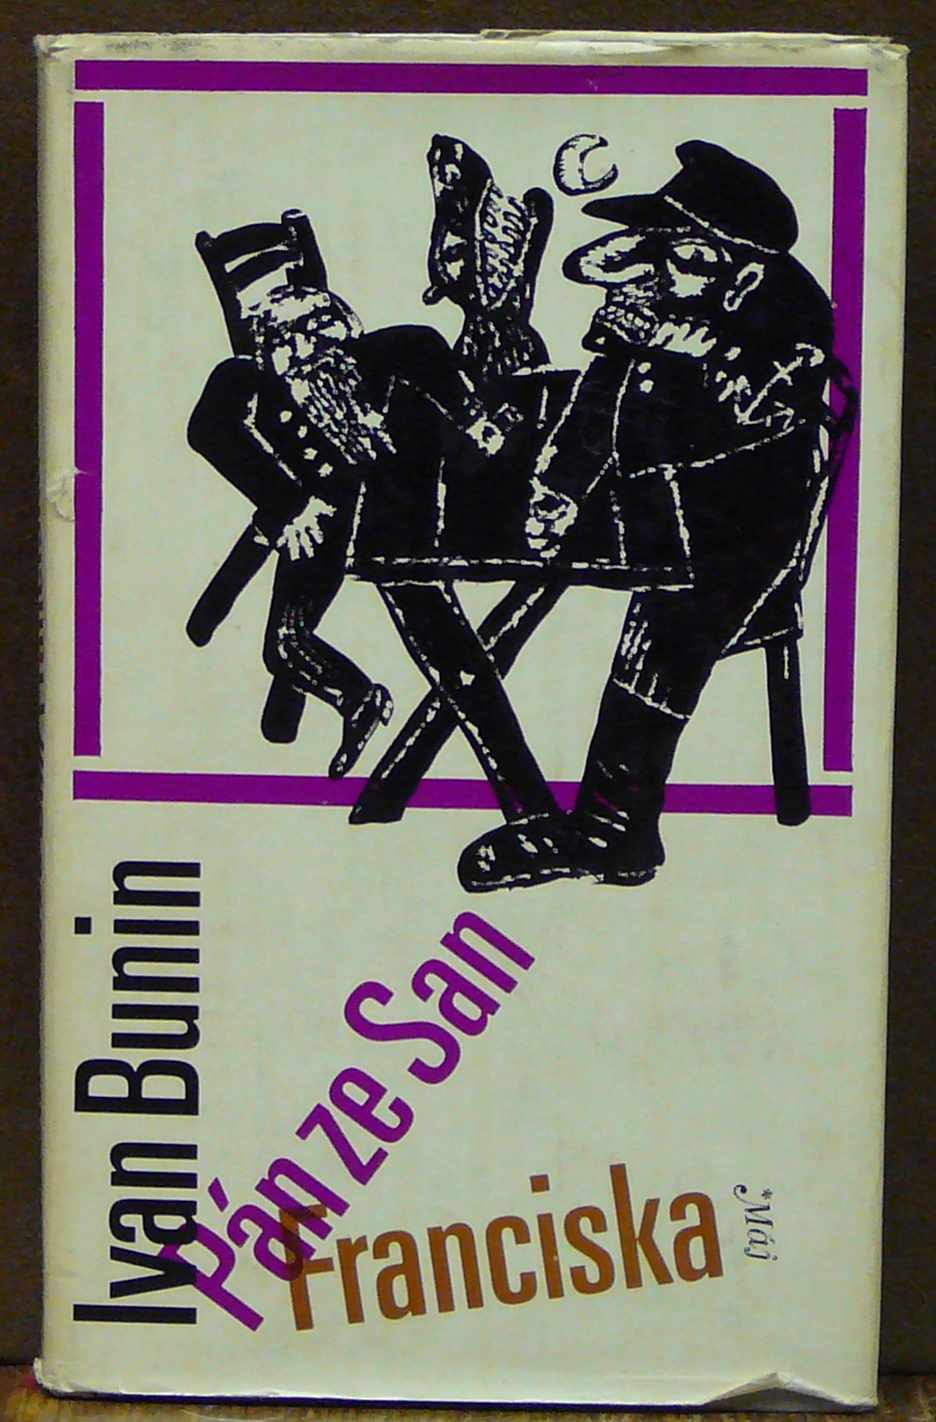 Ivan Bunin
Pán ze San
Franciska
*Máj